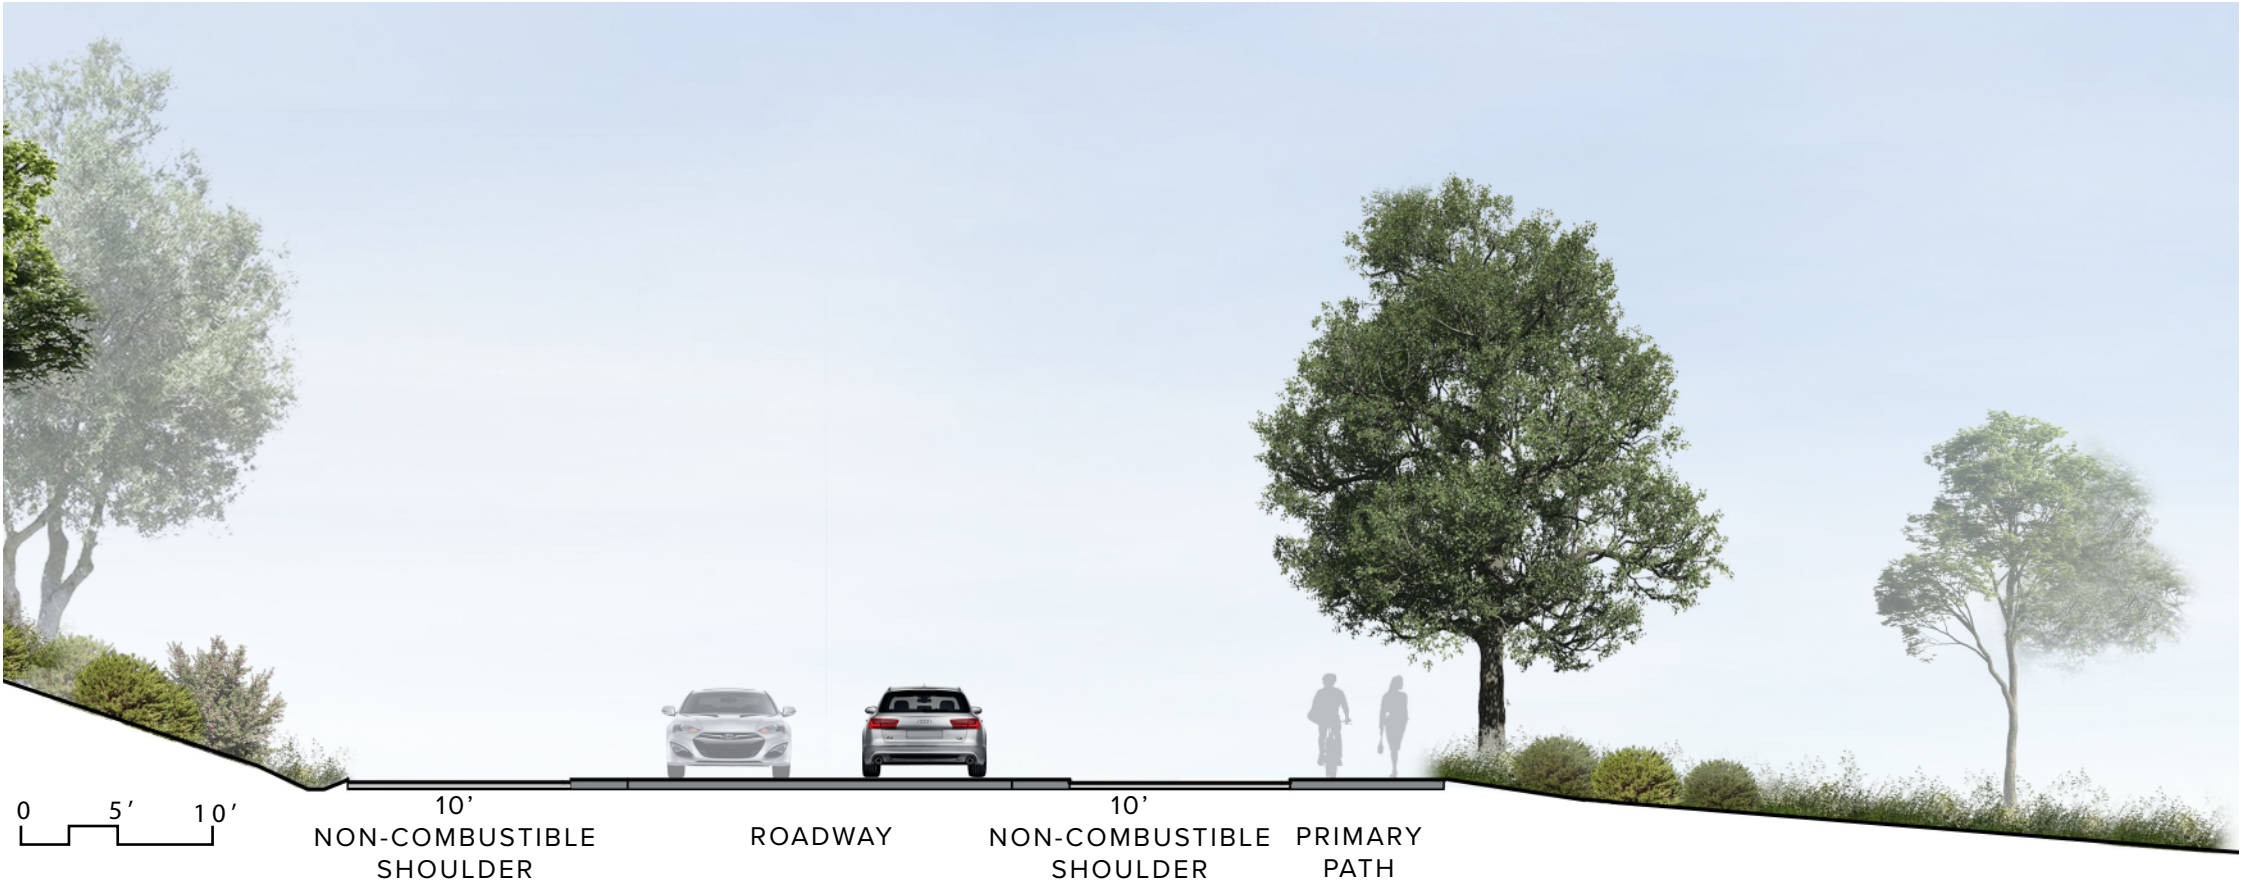 0 5' 10'
10'
NON-COMBUSTIBLE
SHOULDER
ROADWAY
10'
NON-COMBUSTIBLE
SHOULDER
PRIMARY
PATH